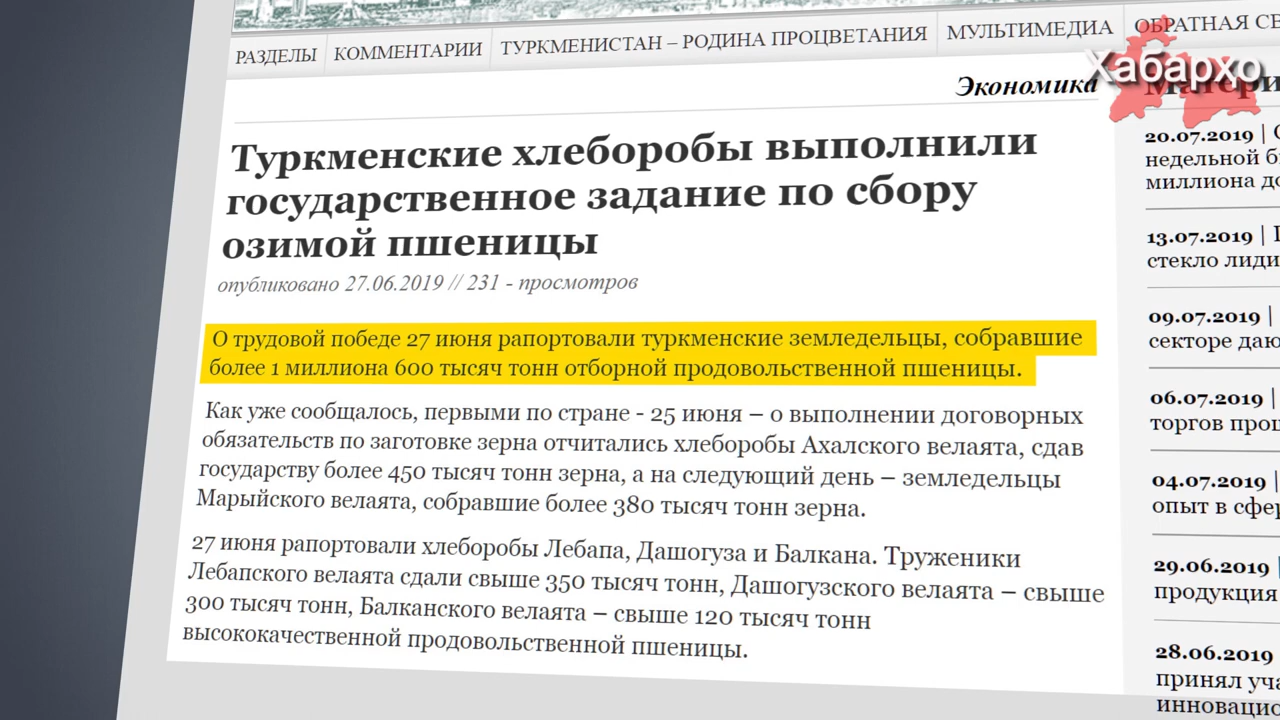 РАЗДЕЛЫ КОММЕНТАРИИ ТУРКМЕНИСТАН – РОДИНА ПРОЦВЕТАНИЯ МУЛЬТИМЕДИА ОБРАТНАЯ
Хабарҳо
Экономика
Туркменские хлеборобы выполнили
государственное задание по сбору
озимой пшеницы
опубликовано 27.06.2019 // 231 - просмотров
О трудовой победе 27 июня рапортовали туркменские земледельцы, собравшие
более 1 миллиона 600 тысяч тонн отборной продовольственной пшеницы.
Как уже сообщалось, первыми по стране - 25 июня – о выполнении договорных
обязательств по заготовке зерна отчитались хлеборобы Ахалского велаята, сдав
государству более 450 тысяч тонн зерна, а на следующий день – земледельцы
Марыйского велаята, собравшие более 380 тысяч тонн зерна.
27 июня рапортовали хлеборобы Лебапа, Дашогуза и Балкана. Труженики
Лебапского велаята сдали свыше 350 тысяч тонн, Дашогузского велаята – свыше
300 тысяч тонн, Балканского велаята – свыше 120 тысяч тонн
высококачественной продовольственной пшеницы.
20.07.2019 |
недельной
миллиона
13.07.2019 |
стекло
09.07.2019 |
секторе
06.07.2019 |
торгов
04.07.2019 |
опыт в
29.06.2019
продукция
28.06.2019
принял